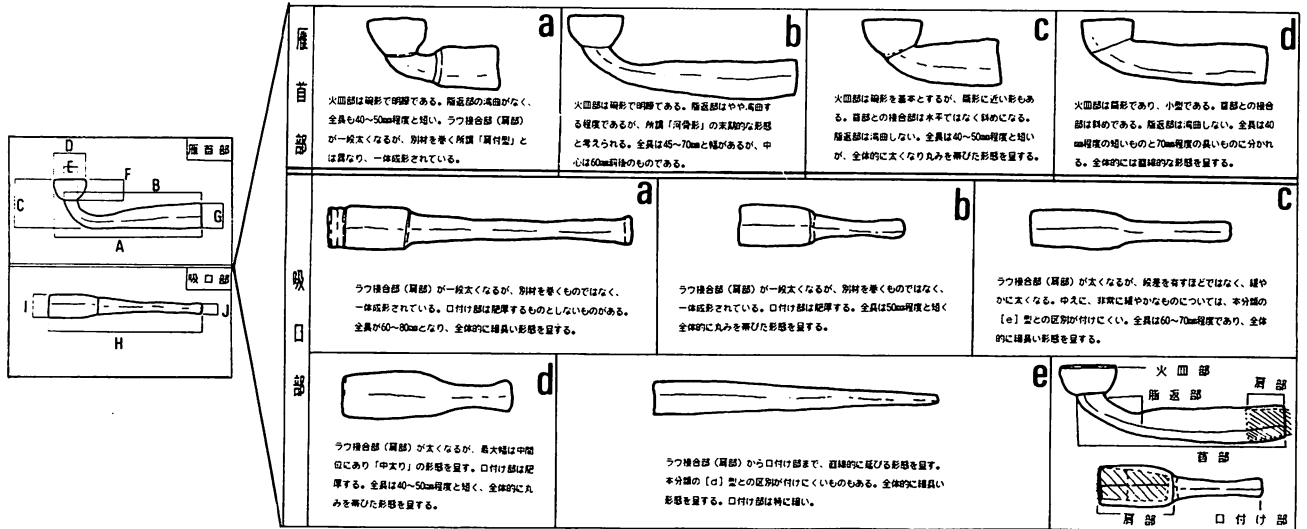 雁首部
D
E
F
B
C
G
A
吸口部
I
J
H
雁首部
a
火皿部は碗形で明瞭である。脂返部の湾曲がなく、
全長も40〜50㎜程度と短い。ラウ接合部(肩部)
が一段太くなるが、別材を巻く所謂「肩付型」と
は異なり、一体成形されている。
b
火皿部は碗形で明瞭である。脂返部はやや湾曲す
る程度であるが、所謂「河骨形」の末期的な形態
と考えられる。全長は45〜70㎜と幅があるが、中
心は60㎜前後のものである。
c
火皿部は碗形を基本とするが、扇形に近い形もあ
る。首部との接合部は水平ではなく斜めになる。
脂返部は湾曲しない。全長は40〜50㎜程度と短い
が、全体的に太くなり丸みを帯びた形態を呈する。
d
火皿部は扇形であり、小型である。首部との接合
部は斜めである。脂返部は湾曲しない。全長は40
㎜程度の短いものと70㎜程度の長いものに分かれ
る。全体的には直線的な形態を呈する。
吸口部
a
ラウ接合部(肩部)が一段太くなるが、別材を巻くものではなく、
一体成形されている。口付け部は肥厚するものとしないものがある。
全長が60〜80㎜となり、全体的に細長い形態を呈する。
b
ラウ接合部(肩部)が一段太くなるが、別材を巻くものではなく、
一体成形されている。口付け部は肥厚する。全長は50㎜程度と短く
全体的に丸みを帯びた形態を呈する。
c
ラウ接合部(肩部)が太くなるが、段差を有すほどではなく、緩や
かに太くなる。ゆえに、非常に緩やかなものについては、本分類の
[e]型との区別が付けにくい。全長は60〜70㎜程度であり、全体
的に細長い形態を呈する。
d
ラウ接合部(肩部)が太くなるが、最大幅は中間
位にあり「中太り」の形態を呈す。口付け部は肥
厚する。全長は40〜50㎜程度と短く、全体的に丸
みを帯びた形態を呈する。
e
ラウ接合部(肩部)から口付け部まで、直線的に延びる形態を呈す。
本分類の[d]型との区別が付けにくいものもある。全体的に細長い
形態を呈する。口付け部は特に細い。
火皿部
肩部
脂返部
首部
肩部
口付け部